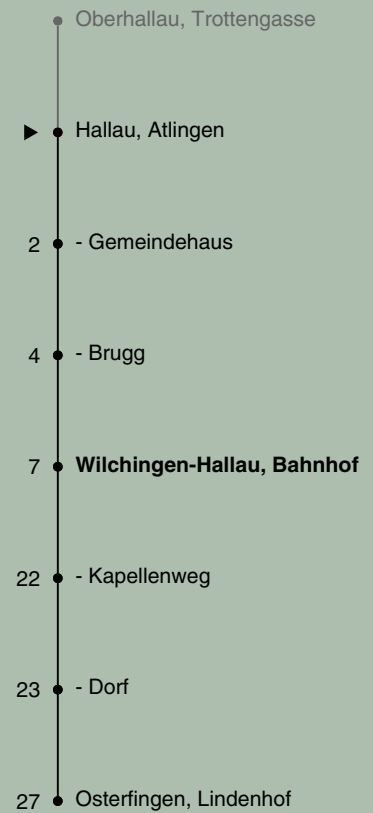 Oberhallau, Trottengasse
Hallau, Atlingen
2 - Gemeindehaus
4 - Brugg
7 Wilchingen-Hallau, Bahnhof
22 - Kapellenweg
23 - Dorf
27 Osterfingen, Lindenhof